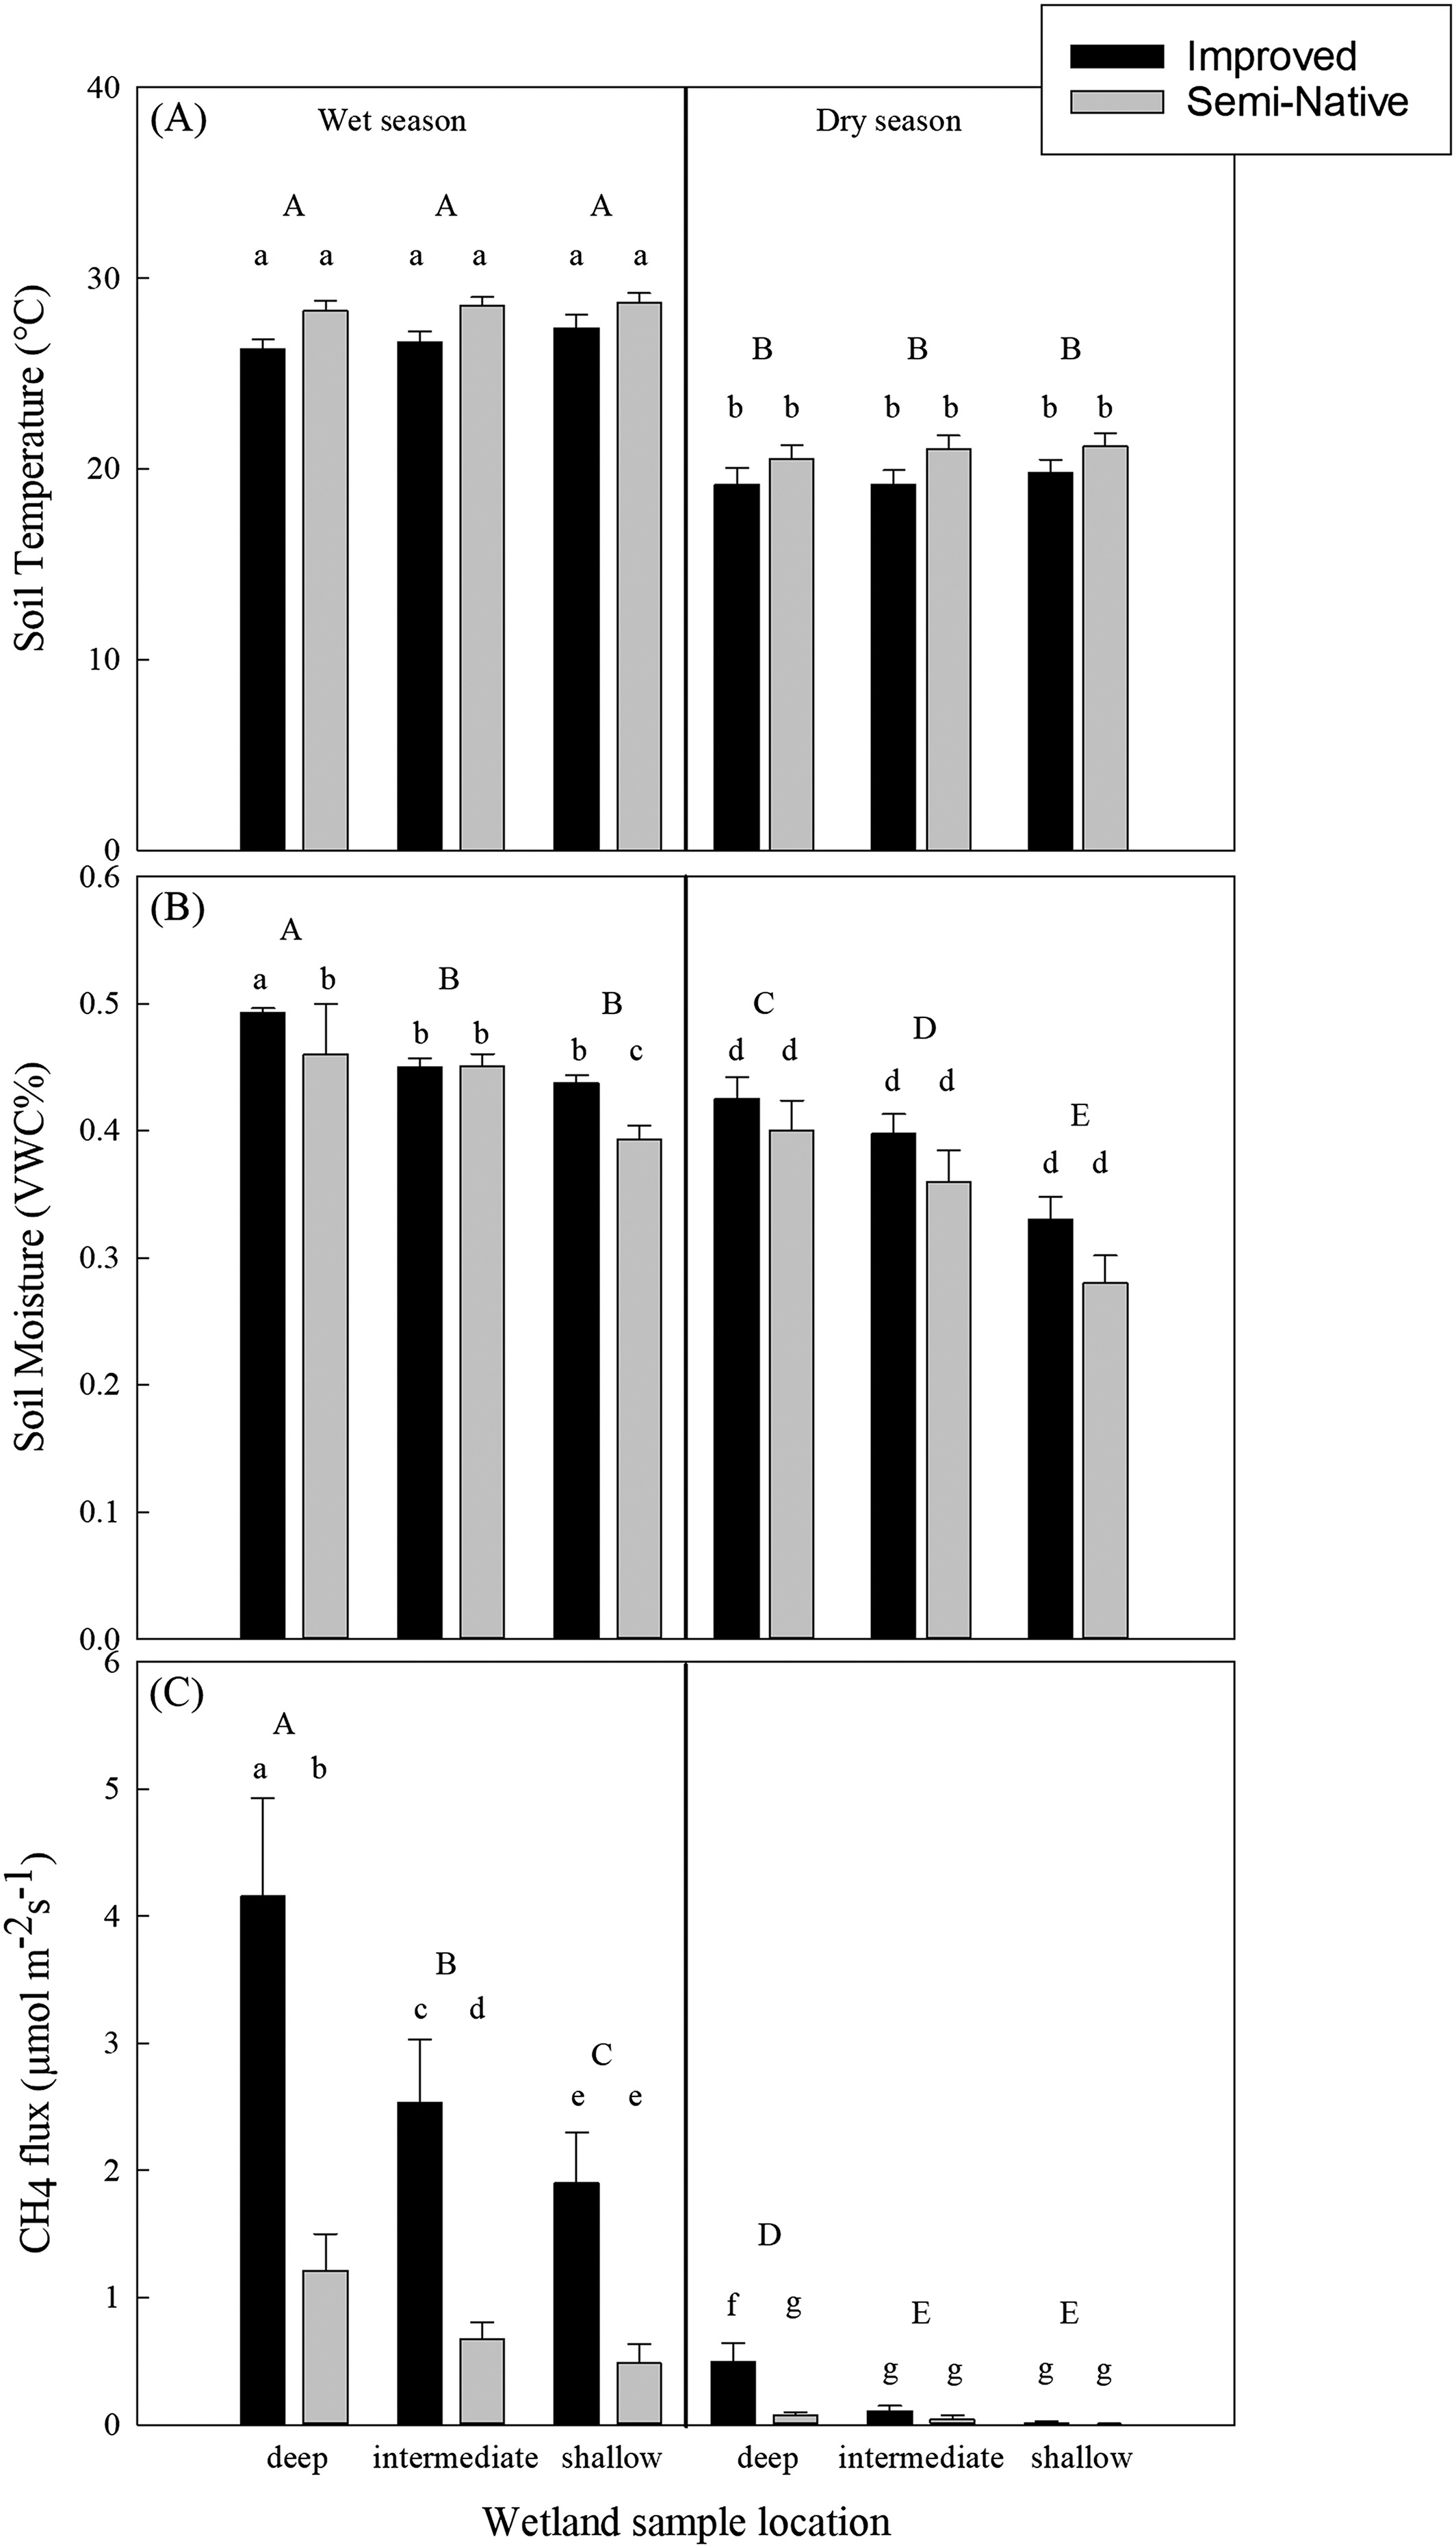 Improved
Semi-Native
40
(A)
Wet season
Dry season
A
A
A
a
a
a
a
a
a
30
B
B
B
b
b
b
b
b
b
20
10
0
Soil Temperature (°C)
0.6
(B)
A
a
b
B
B
0.5
C
D
b
b
b
c
d
d
d
d
E
0.4
d
d
0.3
0.2
0.1
0.0
Soil Moisture (VWC%)
6
(C)
A
a
b
5
4
B
c
d
3
C
e
e
2
D
f
g
1
E
E
g
g
g
g
0
CH4 flux (µmol m-2s-1)
deep
intermediate
shallow
deep
intermediate
shallow
Wetland sample location